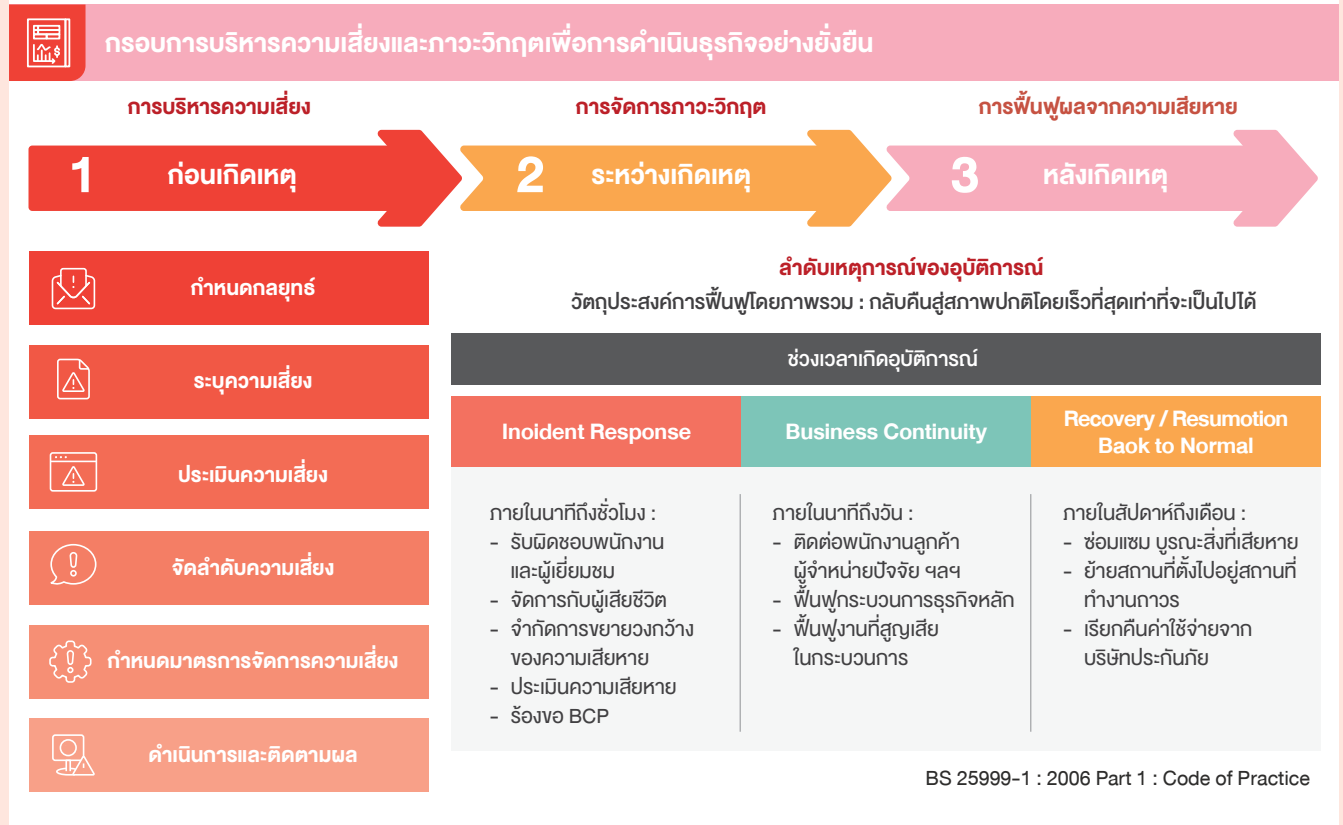 กรอบการบริหารความเสี่ยงและภาวะวิกฤตเพื่อการดำเนินธุรกิจอย่างยั่งยืน
การบริหารความเสี่ยง
การจัดการภาวะวิกฤต
การฟื้นฟูผลจากความเสียหาย
1 ก่อนเกิดเหตุ
2 ระหว่างเกิดเหตุ
3 หลังเกิดเหตุ
กำหนดกลยุทธ์
ระบุความเสี่ยง
ประเมินความเสี่ยง
จัดลำดับความเสี่ยง
กำหนดมาตรการจัดการความเสี่ยง
ดำเนินการและติดตามผล
ลำดับเหตุการณ์ของอุบัติการณ์
วัตถุประสงค์การฟื้นฟูโดยภาพรวม : กลับคืนสู่สภาพปกติโดยเร็วที่สุดเท่าที่จะเป็นไปได้
ช่วงเวลาเกิดอุบัติการณ์
Inoident Response
ภายในนาทีถึงชั่วโมง :
- รับผิดชอบพนักงาน
และผู้เยี่ยมชม
- จัดการกับผู้เสียชีวิต
- จำกัดการขยายวงกว้าง
ของความเสียหาย
- ประเมินความเสียหาย
- ร้องขอ BCP
Business Continuity
ภายในนาทีถึงวัน :
- ติดต่อพนักงานลูกค้า
ผู้จำหน่ายปัจจัย ฯลฯ
- ฟื้นฟูกระบวนการธุรกิจหลัก
- ฟื้นฟูงานที่สูญเสีย
ในกระบวนการ
Recovery / Resumotion
Baok to Normal
ภายในสัปดาห์ถึงเดือน :
- ซ่อมแซม บูรณะสิ่งที่เสียหาย
- ย้ายสถานที่ตั้งไปอยู่สถานที่
ทำงานถาวร
- เรียกคืนค่าใช้จ่ายจาก
บริษัทประกันภัย
BS 25999-1 : 2006 Part 1 : Code of Practice